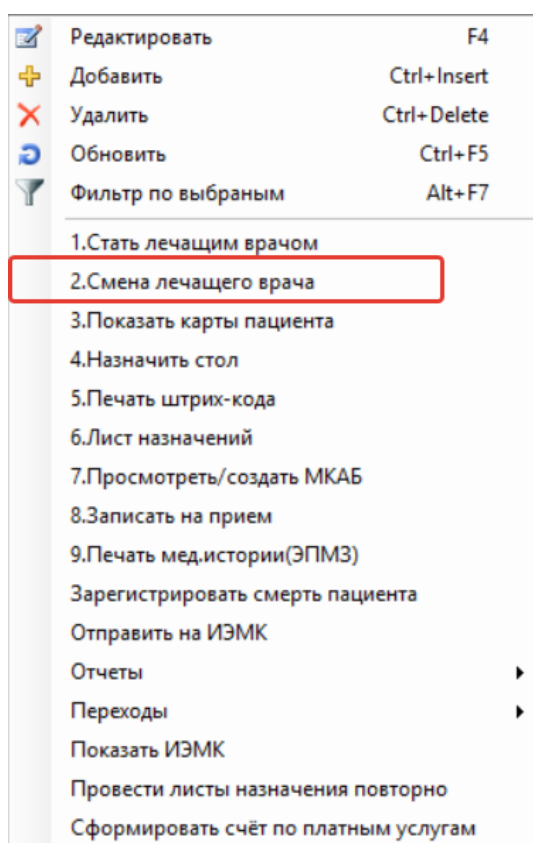 Редактировать F4
Добавить Ctrl+Insert
Удалить Ctrl+Delete
Обновить Ctrl+F5
Фильтр по выбраным Alt+F7
1.Стать лечащим врачом
2.Смена лечащего врача
3.Показать карты пациента
4.Назначить стол
5.Печать штрих-кода
6.Лист назначений
7.Просмотреть/создать МКАБ
8.Записать на прием
9.Печать мед.истории(ЭПМЗ)
Зарегистрировать смерть пациента
Отправить на ИЭМК
Отчеты
Переходы
Показать ИЭМК
Провести листы назначения повторно
Сформировать счёт по платным услугам